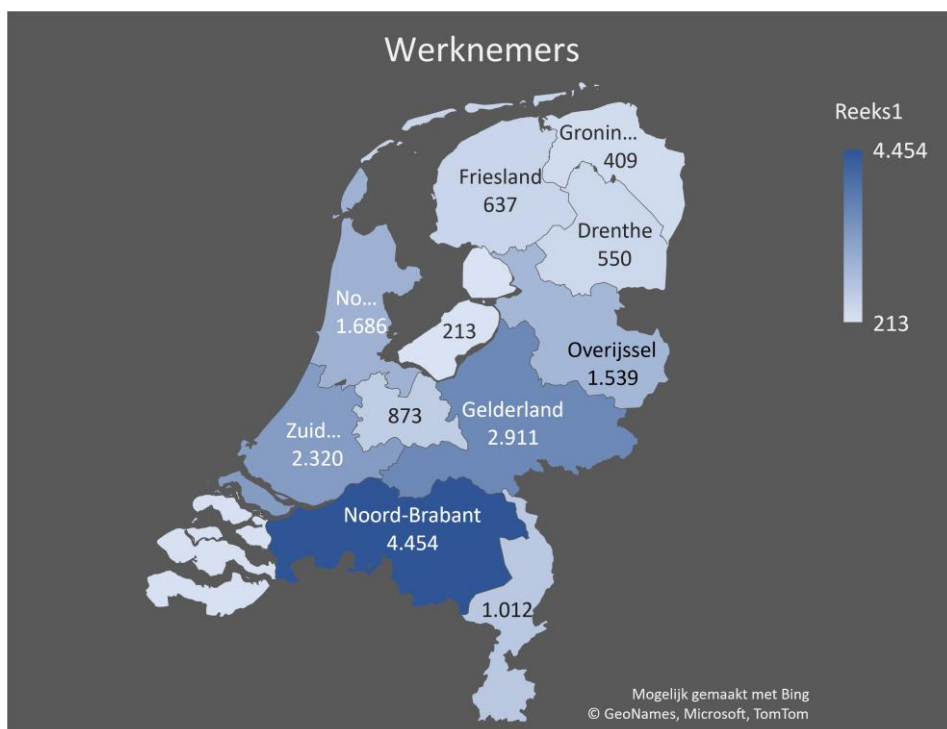 Werknemers
Reeks1
4.454
213
Gronin...
409
Friesland
637
Drenthe
550
No...
1.686
213
Overijssel
1.539
873
Gelderland
2.911
Zuid...
2.320
Noord-Brabant
4.454
1.012
Mogelijk gemaakt met Bing
© GeoNames, Microsoft, TomTom